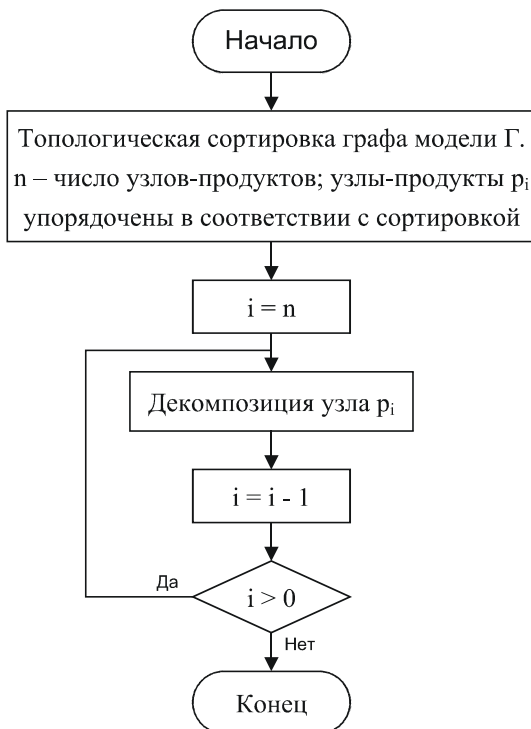 Начало
Топологическая сортировка графа модели Г.
n – число узлов-продуктов; узлы-продукты pᵢ
упорядочены в соответствии с сортировкой
i = n
Декомпозиция узла pᵢ
i = i - 1
Да
i > 0
Нет
Конец